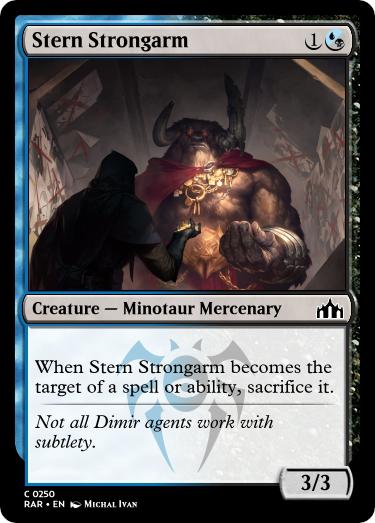 Stern Strongarm 1
Creature — Minotaur Mercenary
When Stern Strongarm becomes the
target of a spell or ability, sacrifice it.
Not all Dimir agents work with
subtlety.
3/3
C 0250
RAR • EN Michal Ivan